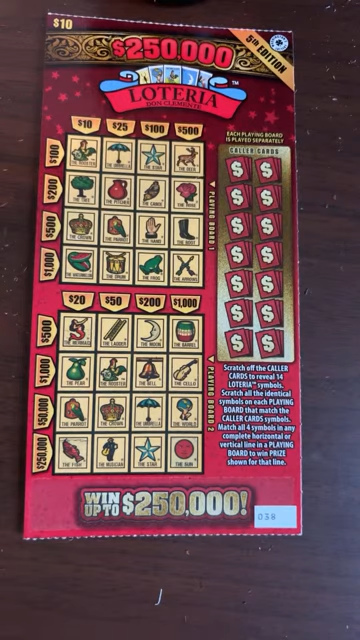 $10
5th EDITION
$250,000
LOTERIA™
DON CLEMENTE
$10 $25 $100 $500
EACH PLAYING BOARD
IS PLAYED SEPARATELY
CALLER CARDS
$100
THE ROOSTER THE UMBRELLA THE STAR THE DEER
$200
THE TREE THE PITCHER THE
$500
THE CROWN THE PARROT THE HAND THE BOOT
$1,000
THE WATERMELON THE DRUM THE FROG THE ARROWS
◄ PLAYING BOARD 1
$ $
$ $
$ $
$ $
$ $
$ $
$ $
$20 $50 $200 $1,000
$500
THE MERMAID THE LADDER THE MOON THE BARREL
$1,000
THE PEAR THE ROOSTER THE BELL THE CELLO
$50,000
THE PARROT THE CROWN THE UMBRELLA THE WORLD
$250,000
THE FISH THE MUSICIAN THE STAR THE SUN
◄ PLAYING BOARD 2
Scratch off the CALLER
CARDS to reveal 14
LOTERIA™ symbols.
Scratch all the identical
symbols on each PLAYING
BOARD that match the
CALLER CARDS symbols.
Match all 4 symbols in any
complete horizontal or
vertical line in a PLAYING
BOARD to win PRIZE
shown for that line.
WIN
UP TO $250,000!
038